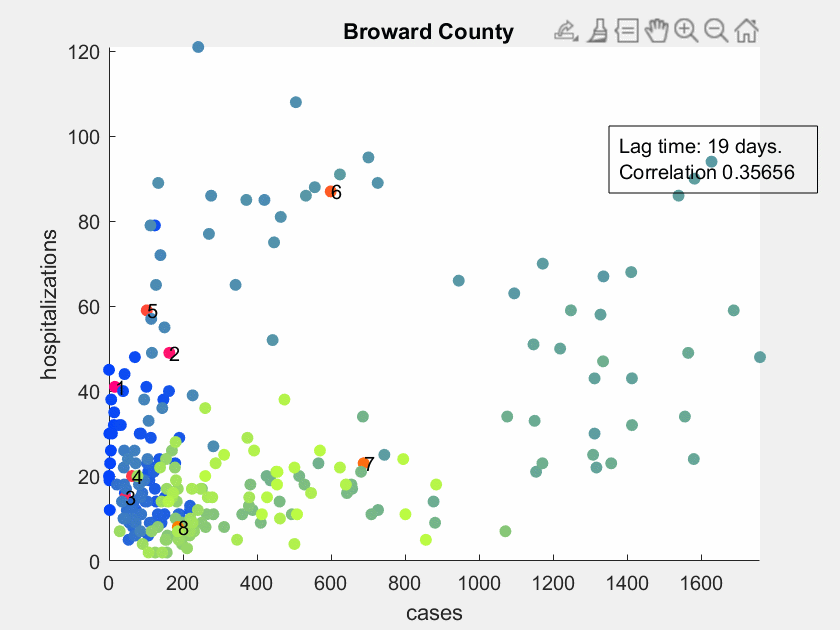 Broward County
120
100
80
60
40
20
0
hospitalizations
Lag time: 19 days.
Correlation 0.35656
6
5
2
1
4
3
7
8
0 200 400 600 800 1000 1200 1400 1600
cases